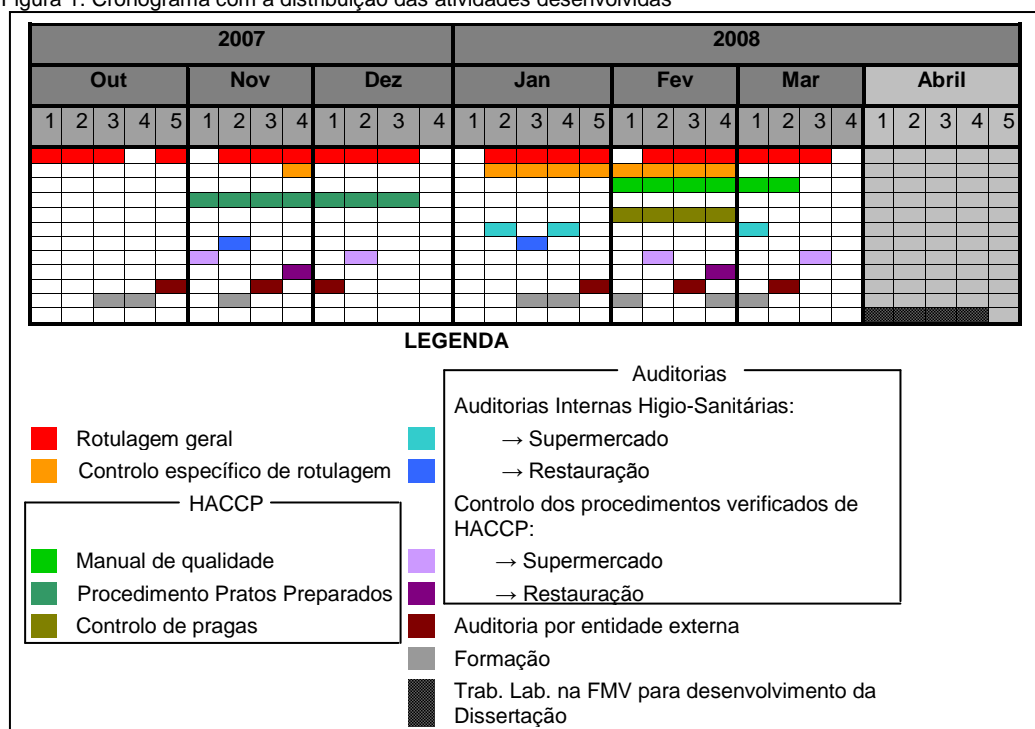 Figura 1: Cronograma com a distribuição das atividades desenvolvidas
2007 2008
Out Nov Dez Jan Fev Mar Abril
1 2 3 4 5 1 2 3 4 1 2 3 4 1 2 3 4 5 1 2 3 4 1 2 3 4 1 2 3 4 5
LEGENDA
Auditorias
Auditorias Internas Higio-Sanitárias:
Rotulagem geral → Supermercado
Controlo específico de rotulagem → Restauração
HACCP Controlo dos procedimentos verificados de
HACCP:
Manual de qualidade → Supermercado
Procedimento Pratos Preparados → Restauração
Controlo de pragas Auditoria por entidade externa
Formação
Trab. Lab. na FMV para desenvolvimento da
Dissertação